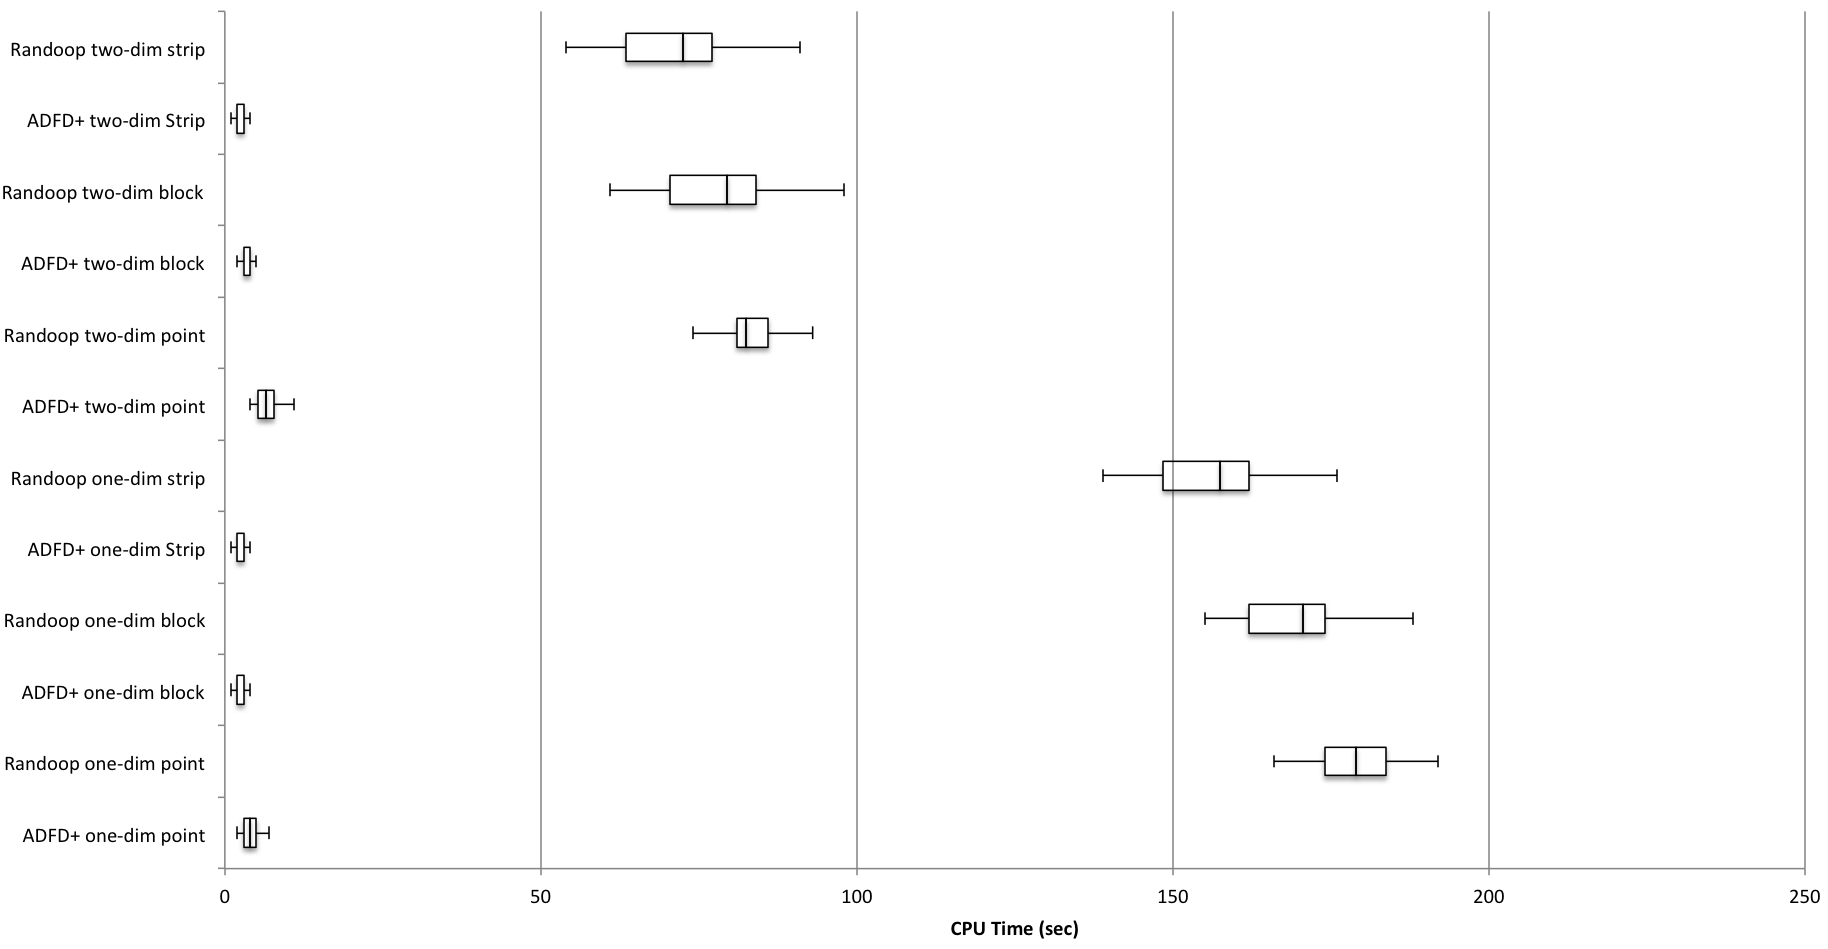 Randoop two-dim strip
ADFD+ two-dim Strip
Randoop two-dim block
ADFD+ two-dim block
Randoop two-dim point
ADFD+ two-dim point
Randoop one-dim strip
ADFD+ one-dim Strip
Randoop one-dim block
ADFD+ one-dim block
Randoop one-dim point
ADFD+ one-dim point
0 50 100 150 200 250
CPU Time (sec)